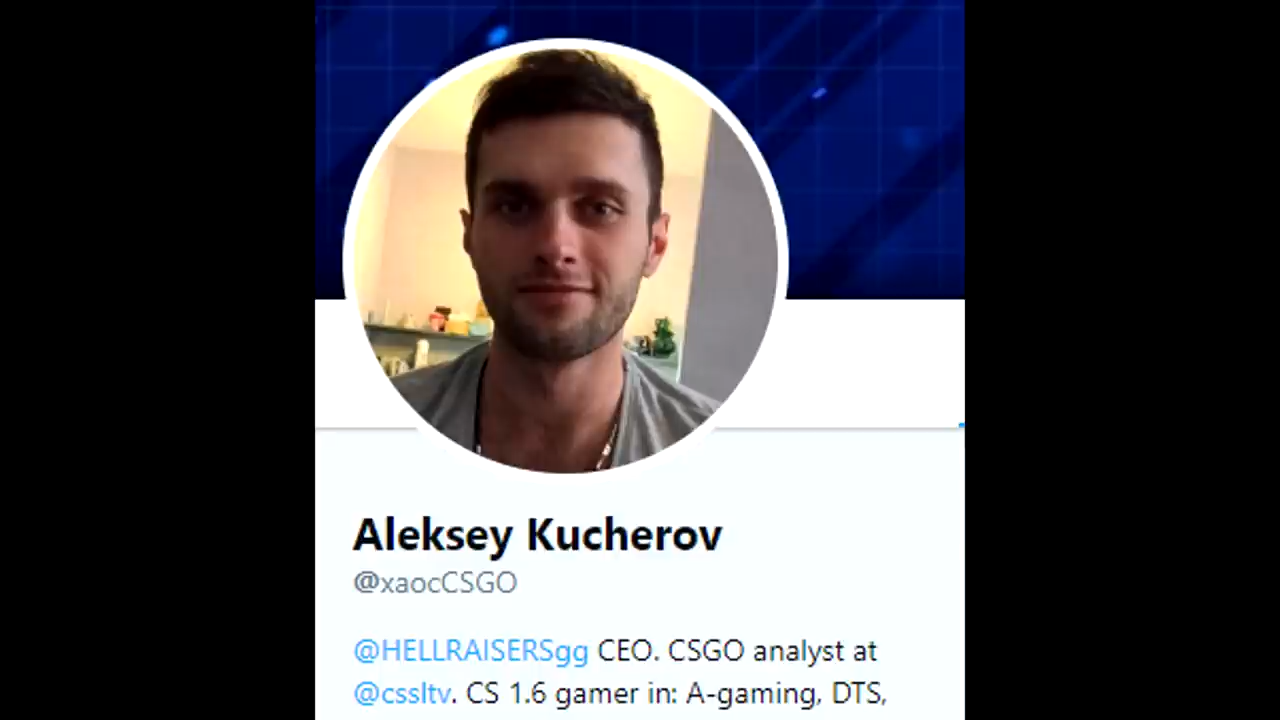 Aleksey Kucherov
@xaocCSGO
@HELLRAISERSgg CEO. CSGO analyst at
@cssltv. CS 1.6 gamer in: A-gaming, DTS,